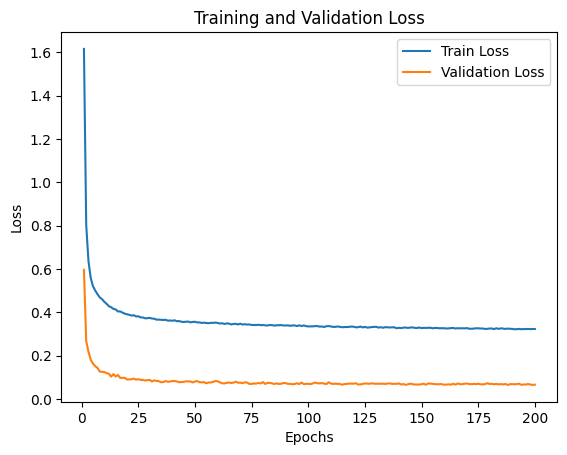 Training and Validation Loss
Train Loss
Validation Loss
Loss
1.6
1.4
1.2
1.0
0.8
0.6
0.4
0.2
0.0
0 25 50 75 100 125 150 175 200
Epochs